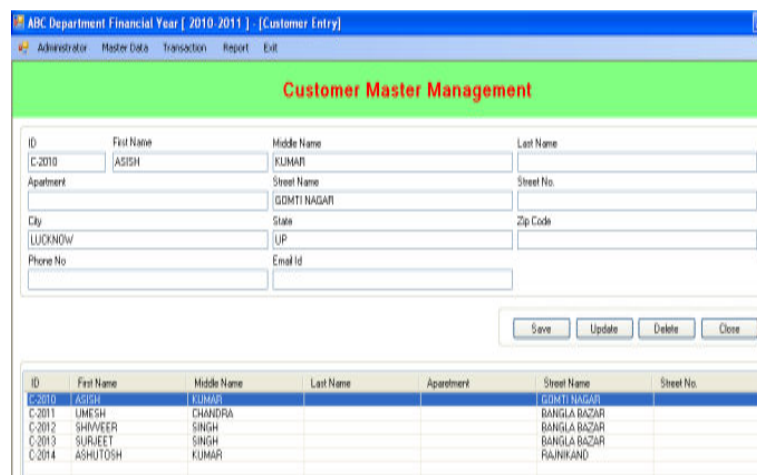 ABC Department Financial Year [ 2010-2011 ] - [Customer Entry]
Administrator Master Data Transaction Report Exit
Customer Master Management
ID First Name Middle Name Last Name
C-2010 ASISH KUMAR
Apartment Street Name Street No.
GOMTI NAGAR
City State Zip Code
LUCKNOW UP
Phone No Email Id
Save Update Delete Close
ID First Name Middle Name Last Name Aparetment Street Name Street No.
C-2010 ASISH KUMAR GOMTI NAGAR
C-2011 UMESH CHANDRA BANGLA BAZAR
C-2012 SHIVVEER SINGH BANGLA BAZAR
C-2013 SURJEET SINGH BANGLA BAZAR
C-2014 ASHUTOSH KUMAR RAJNIKAND